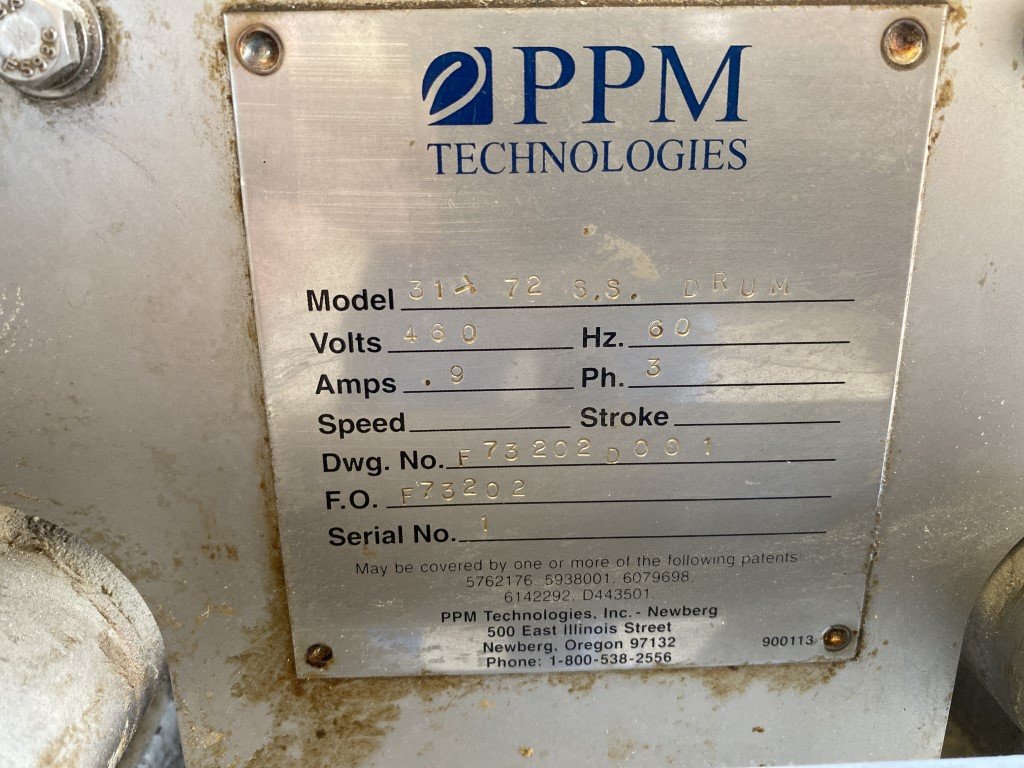 PPM
TECHNOLOGIES
Model 31X 72 S.S. DRUM
Volts 460 Hz. 60
Amps .9 Ph. 3
Speed Stroke
Dwg. No. F73202D001
F.O. F73202
Serial No. 1
May be covered by one or more of the following patents:
5762176, 5938001, 6079698,
6142292, D443501.
PPM Technologies, Inc. - Newberg
500 East Illinois Street
Newberg, Oregon 97132 900113
Phone: 1-800-538-2556